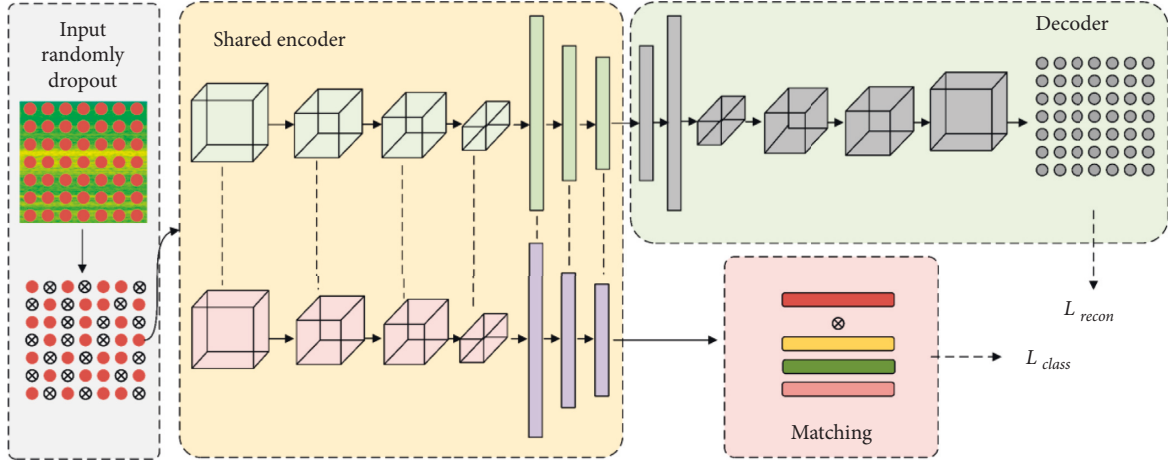 Input
randomly
dropout
Shared encoder
Decoder
Matching
L recon
L class